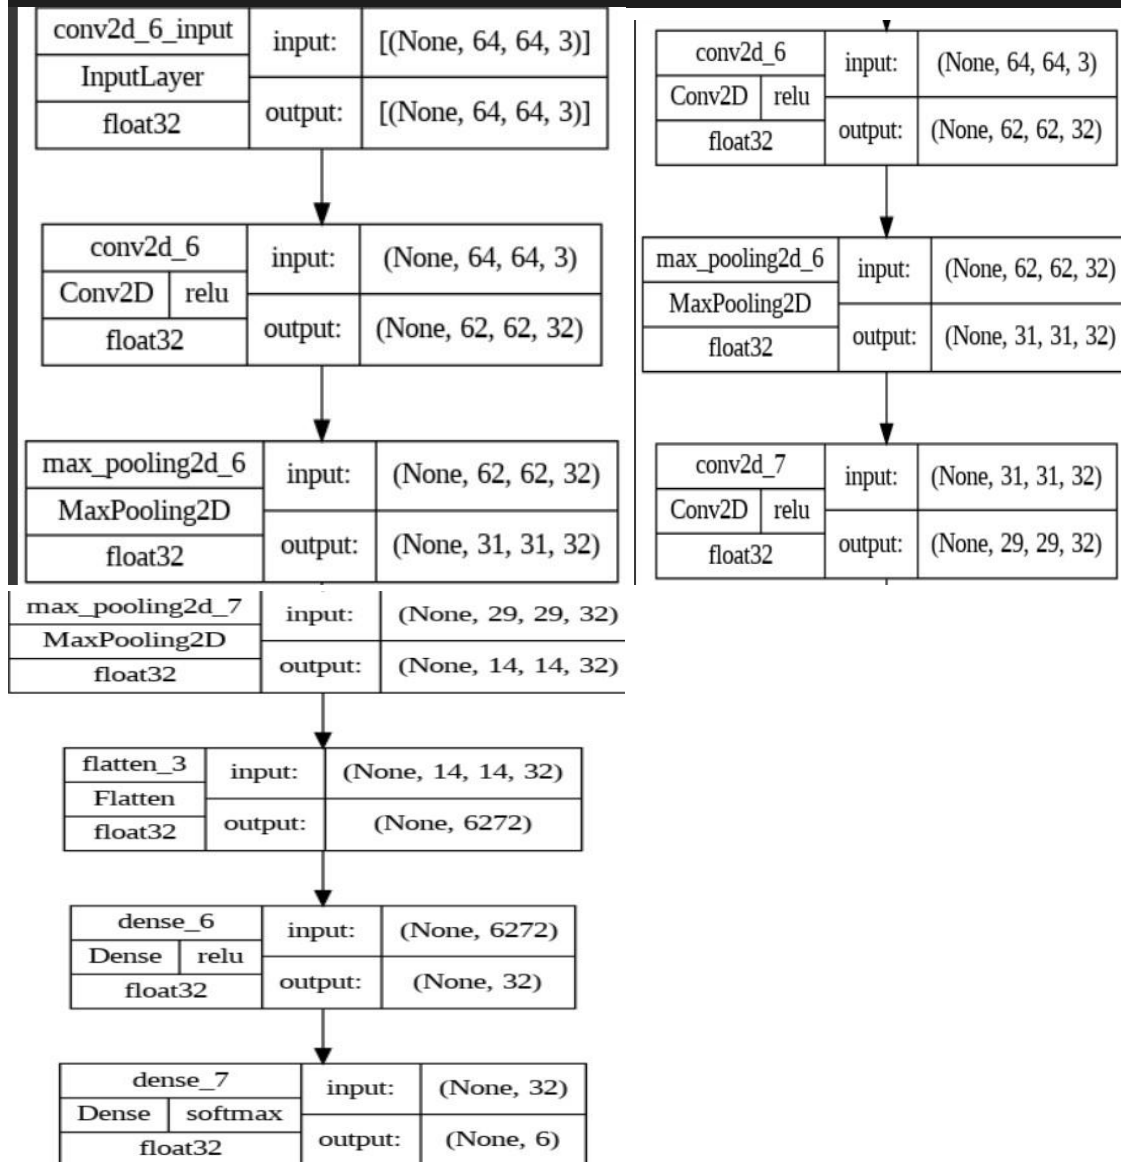 conv2d_6_input
InputLayer
float32
input: [(None, 64, 64, 3)]
output: [(None, 64, 64, 3)]
conv2d_6
Conv2D relu
float32
input: (None, 64, 64, 3)
output: (None, 62, 62, 32)
max_pooling2d_6
MaxPooling2D
float32
input: (None, 62, 62, 32)
output: (None, 31, 31, 32)
conv2d_6
Conv2D relu
float32
input: (None, 64, 64, 3)
output: (None, 62, 62, 32)
max_pooling2d_6
MaxPooling2D
float32
input: (None, 62, 62, 32)
output: (None, 31, 31, 32)
conv2d_7
Conv2D relu
float32
input: (None, 31, 31, 32)
output: (None, 29, 29, 32)
max_pooling2d_7
MaxPooling2D
float32
input: (None, 29, 29, 32)
output: (None, 14, 14, 32)
flatten_3
Flatten
float32
input: (None, 14, 14, 32)
output: (None, 6272)
dense_6
Dense relu
float32
input: (None, 6272)
output: (None, 32)
dense_7
Dense softmax
float32
input: (None, 32)
output: (None, 6)